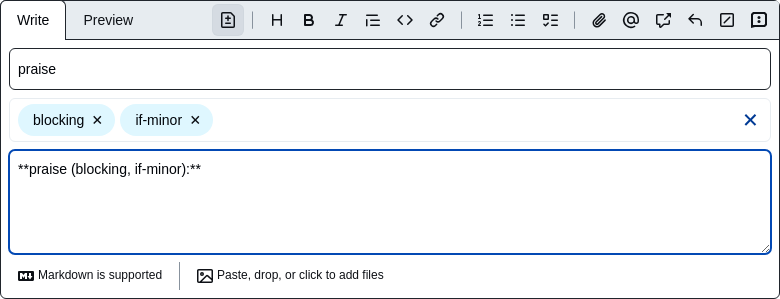 Write Preview
praise
blocking if-minor
**praise (blocking, if-minor):**
Markdown is supported Paste, drop, or click to add files